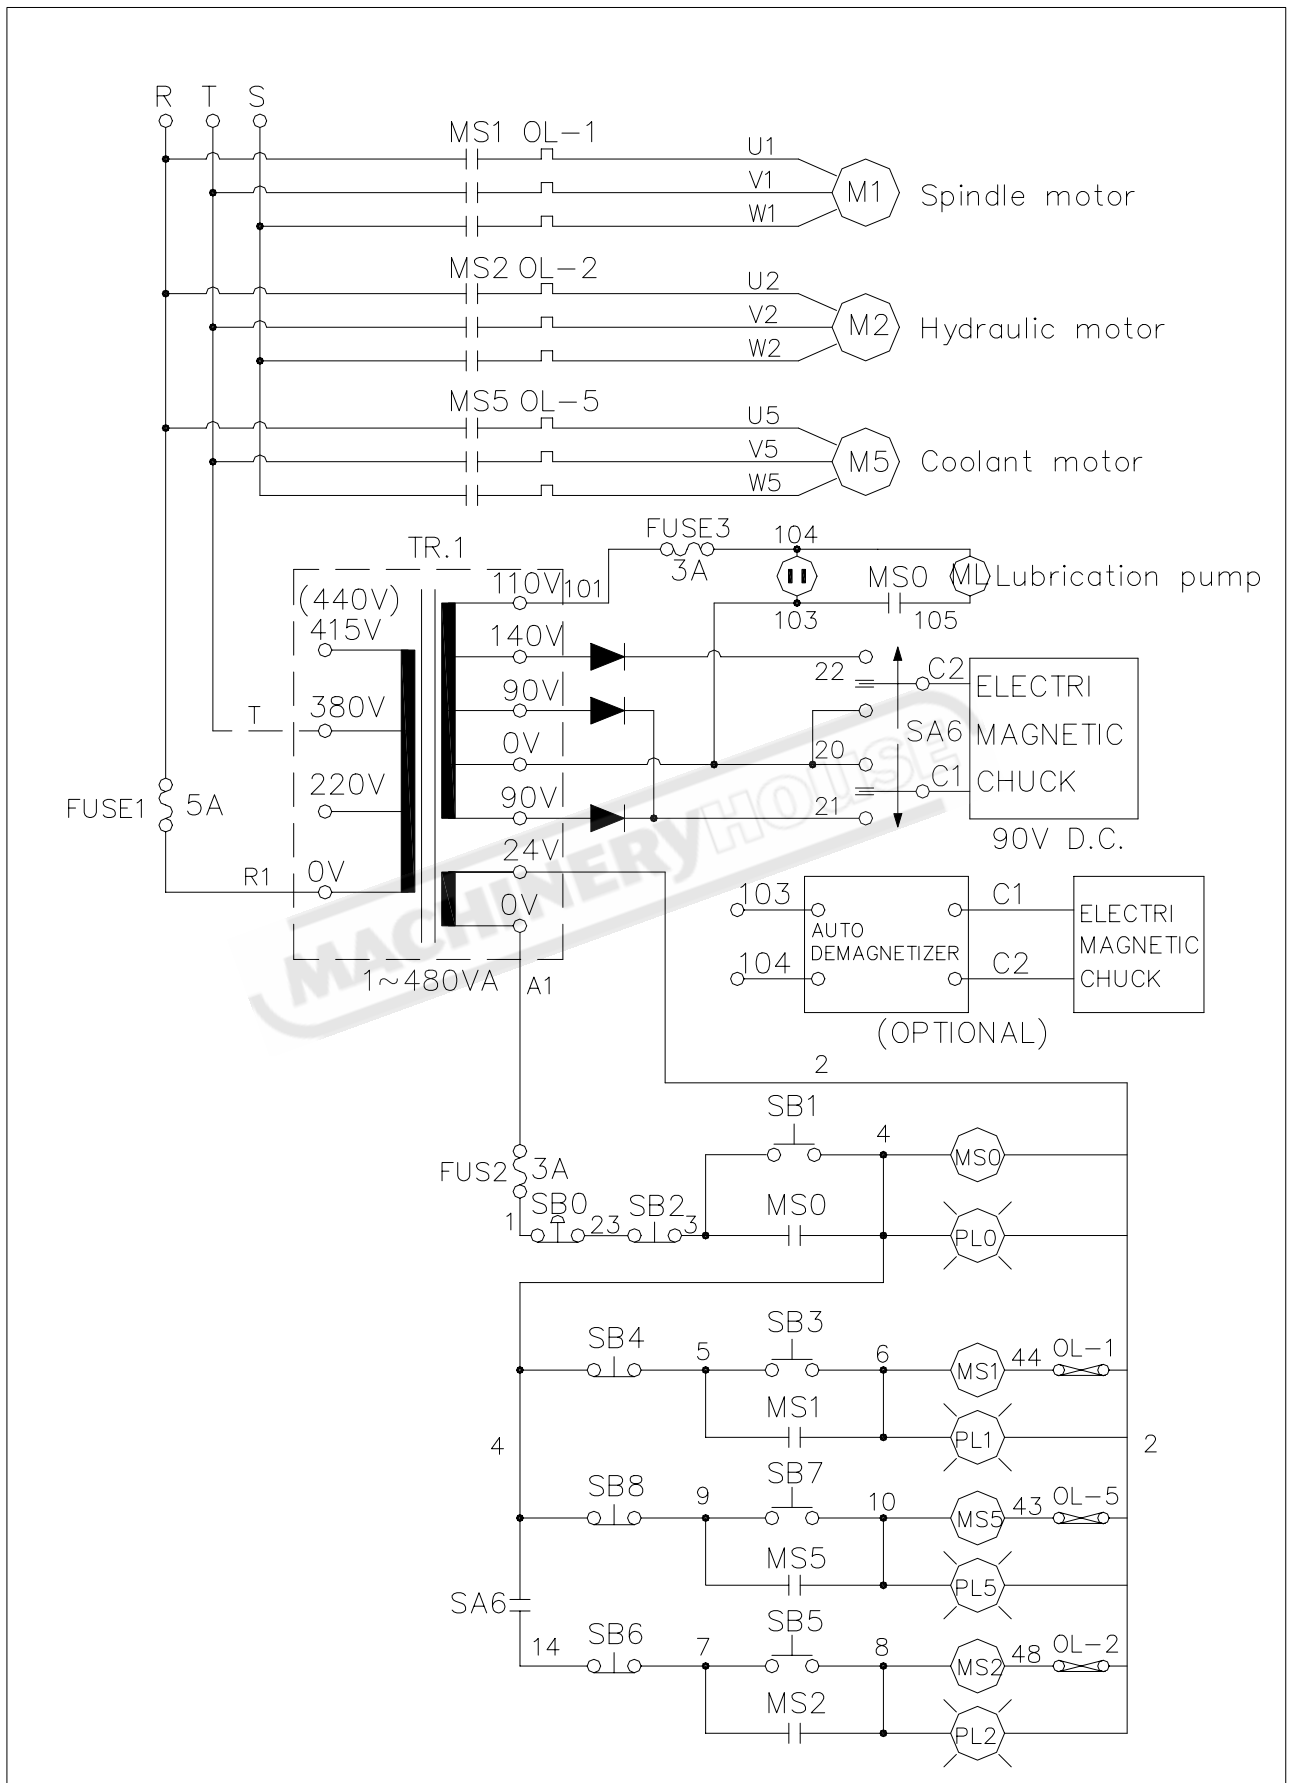 R T S
MS1 OL-1
U1
V1
W1
M1
Spindle motor
MS2 OL-2
U2
V2
W2
M2
Hydraulic motor
MS5 OL-5
U5
V5
W5
M5
Coolant motor
TR.1
FUSE3
3A
104
103
MS0
105
ML
Lubrication pump
(440V)
415V
380V
220V
0V
T
FUSE1
5A
R1
110V
101
140V
90V
0V
90V
24V
0V
22
20
21
SA6
C2
C1
ELECTRI
MAGNETIC
CHUCK
90V D.C.
MACHINERYHOUSE
1~480VA
A1
103
104
AUTO
DEMAGNETIZER
C1
C2
ELECTRI
MAGNETIC
CHUCK
(OPTIONAL)
2
SB1
4
MS0
FUS2
3A
1
SB0
23
SB2
3
MS0
PL0
SB4
5
SB3
6
MS1
44
OL-1
MS1
PL1
4
2
SB8
9
SB7
10
MS5
43
OL-5
MS5
PL5
SA6
14
SB6
7
SB5
8
MS2
48
OL-2
MS2
PL2